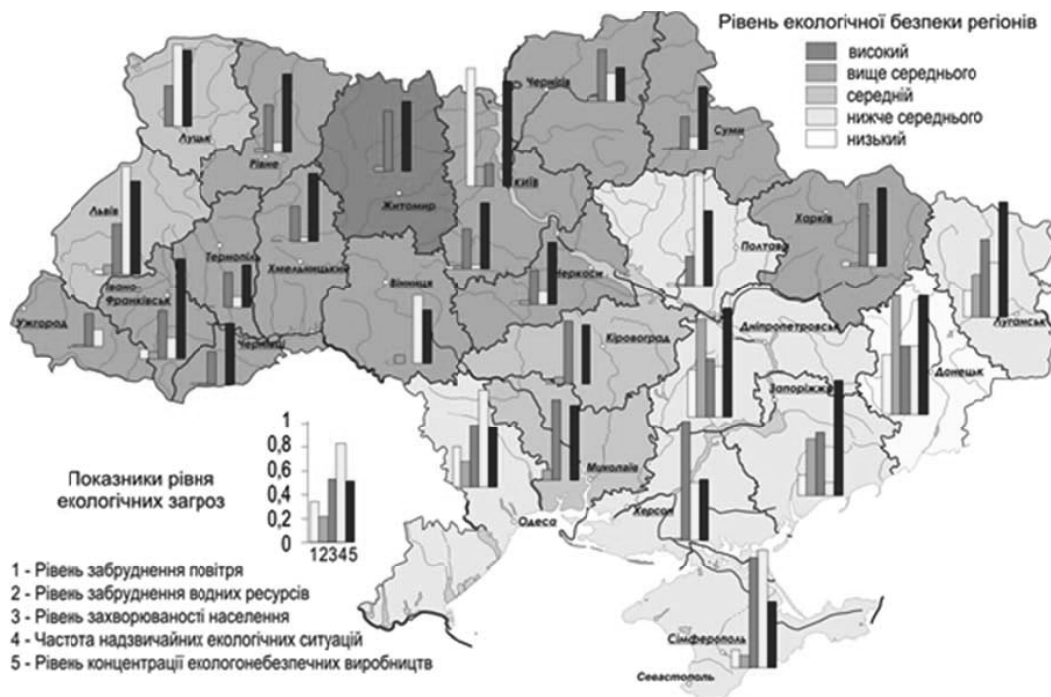 Рівень екологічної безпеки регіонів
високий
вище середнього
середній
нижче середнього
низький
Чернігів
Луцьк
Рівне
Суми
Київ
Житомир
Львів
Харків
Полтава
Тернопіль
Хмельницький
Івано-
Франківськ
Вінниця
Черкаси
Ужгород
Чернівці
Луганськ
Дніпропетровськ
Кіровоград
Донецьк
Запоріжжя
Показники рівня
екологічних загроз
1
0,8
0,6
0,4
0,2
0
12345
Миколаїв
Одеса
Херсон
Сімферополь
Севастополь
1 - Рівень забруднення повітря
2 - Рівень забруднення водних ресурсів
3 - Рівень захворюваності населення
4 - Частота надзвичайних екологічних ситуацій
5 - Рівень концентрації екологонебезпечних виробництв